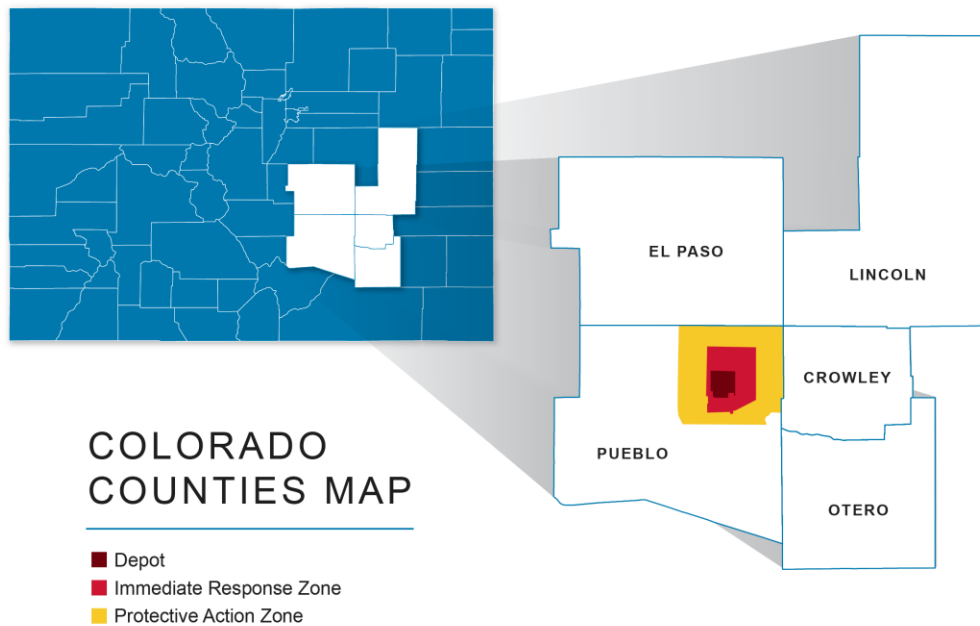 EL PASO
LINCOLN
CROWLEY
PUEBLO
OTERO
COLORADO
COUNTIES MAP
Depot
Immediate Response Zone
Protective Action Zone